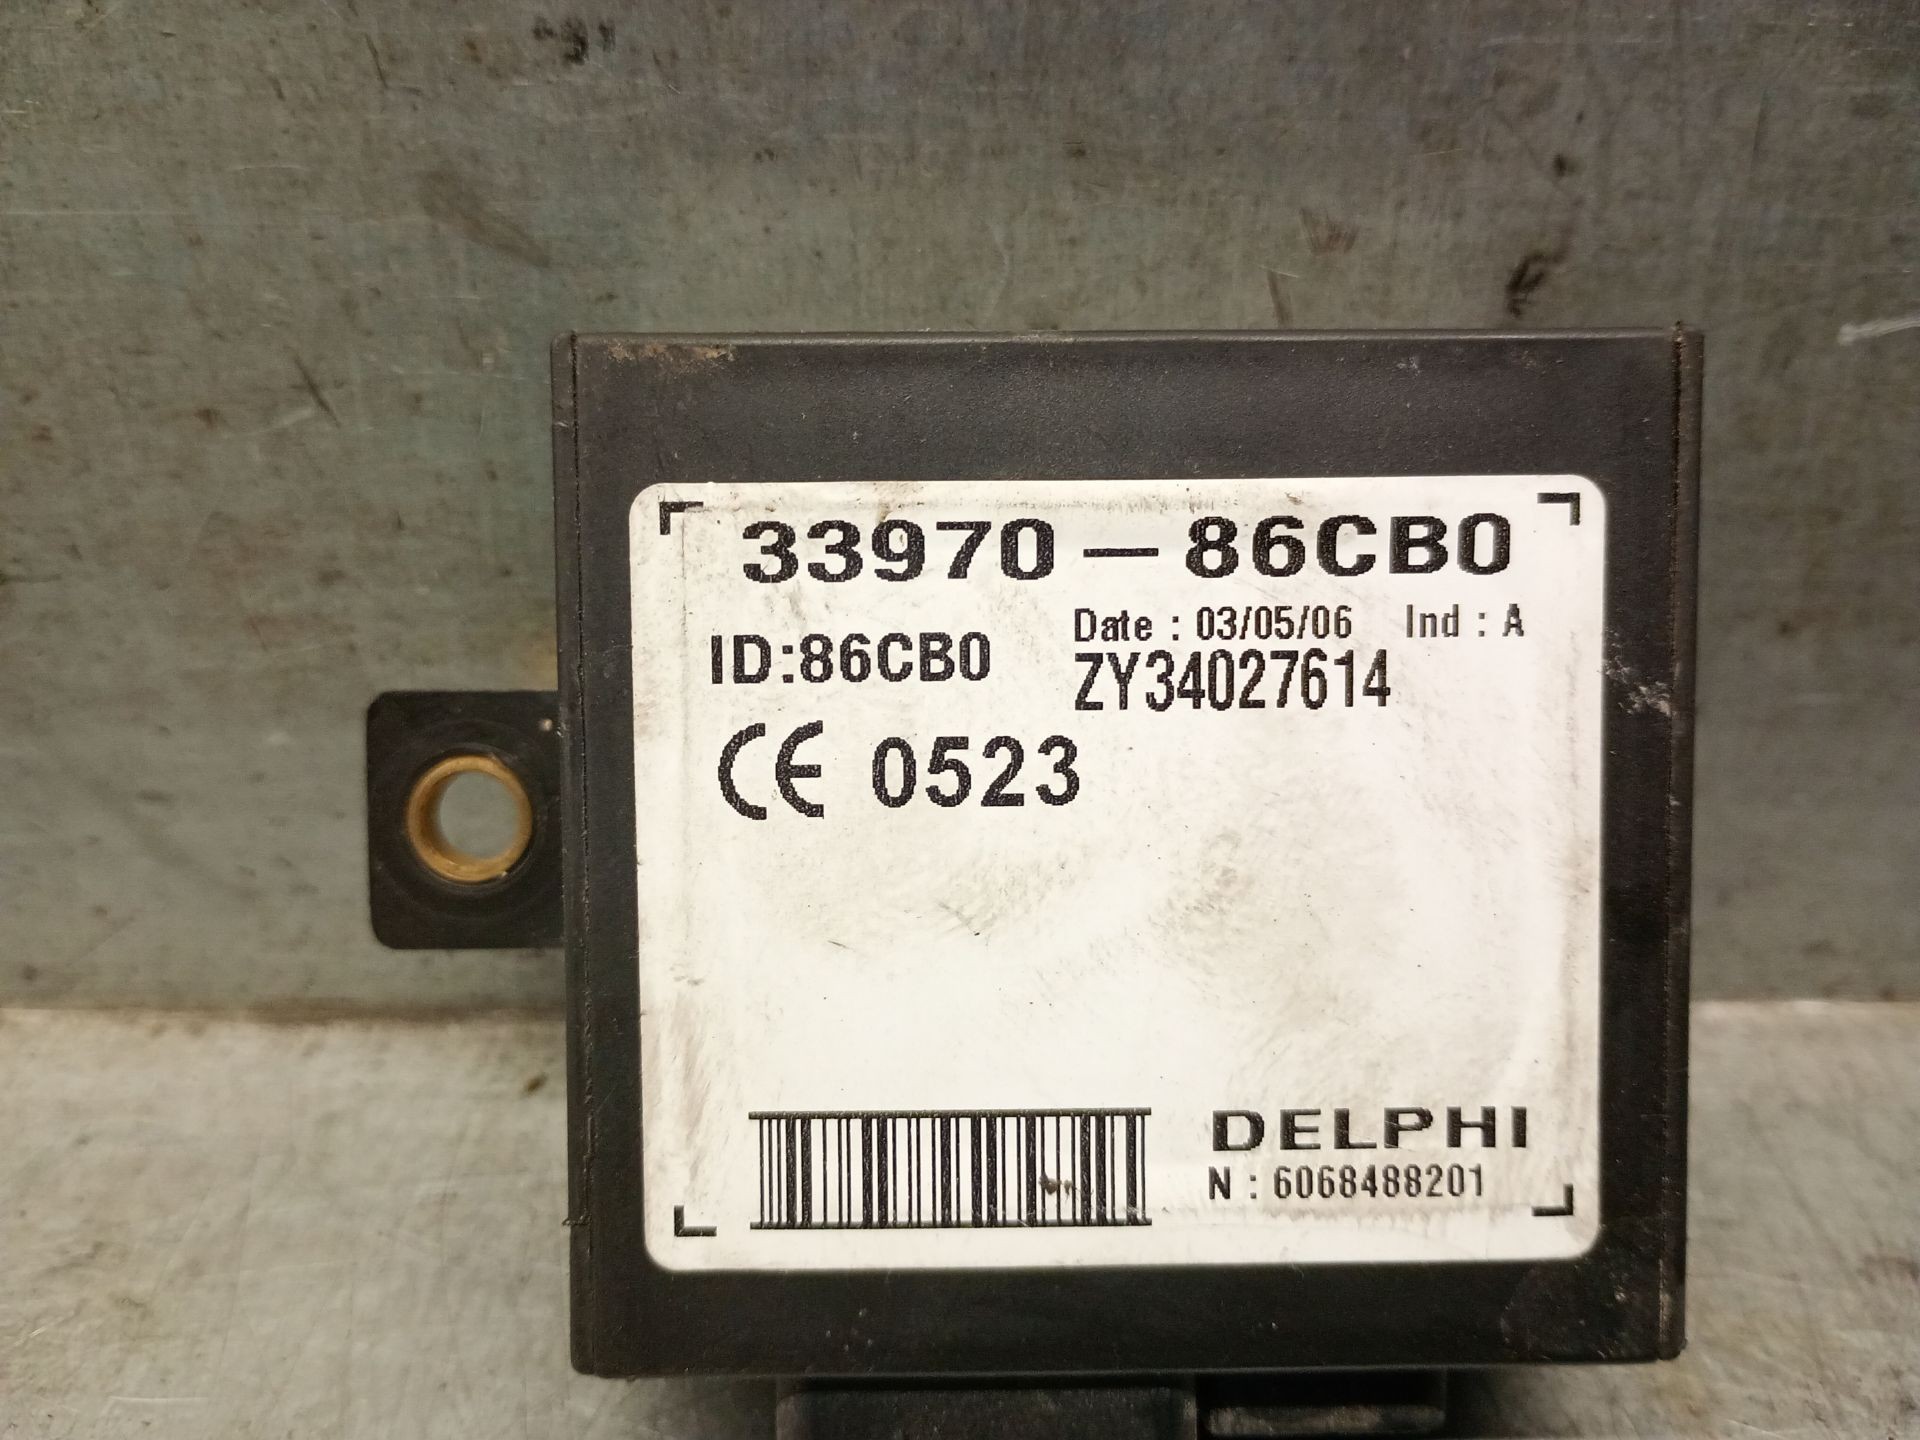 33970-86CB0
Date : 03/05/06 Ind : A
ID:86CB0
ZY34027614
CE 0523
DELPHI
N : 6068488201